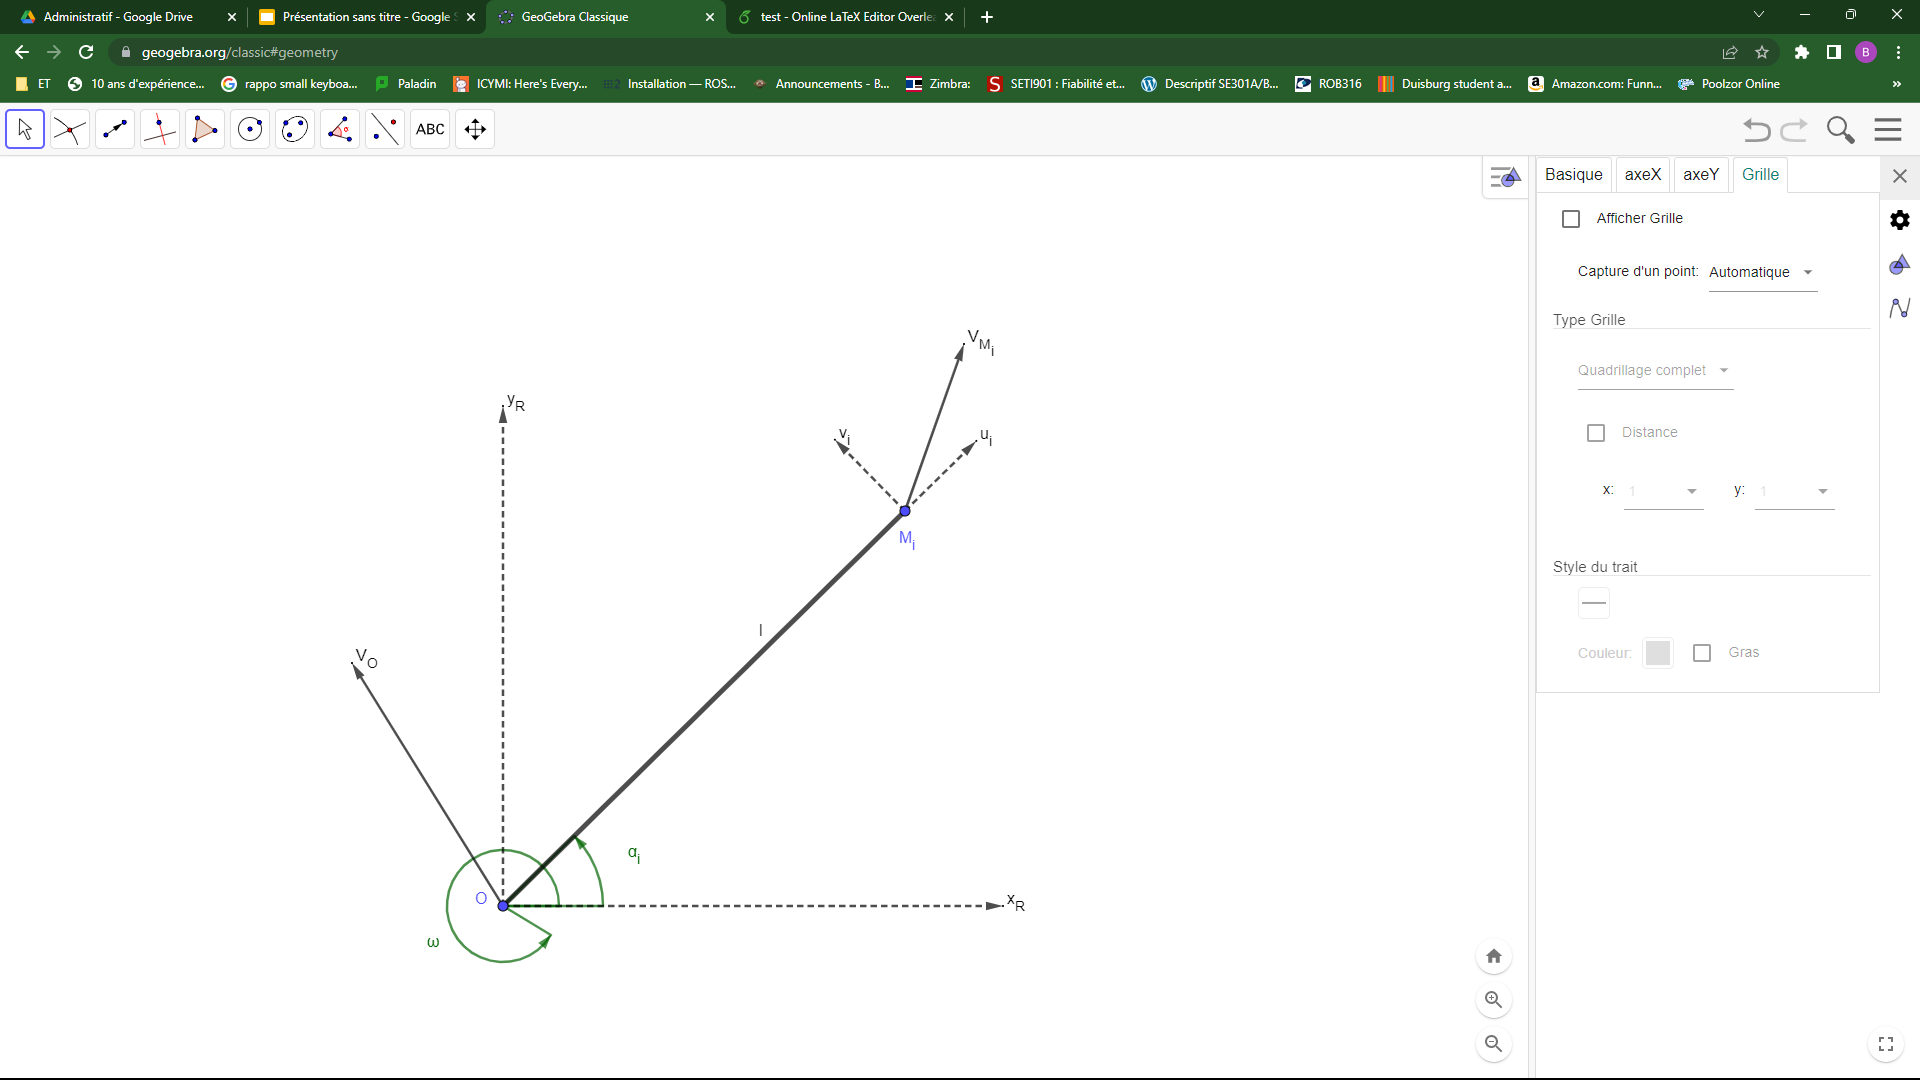 Administratif - Google Drive
Présentation sans titre - Google S
GeoGebra Classique
test - Online LaTeX Editor Overle
geogebra.org/classic#geometry
B
ET
10 ans d'expérience...
rappo small keyboa...
Paladin
ICYMI: Here's Every...
Installation — ROS...
Announcements - B...
Zimbra:
SETI901 : Fiabilité et...
Descriptif SE301A/B...
ROB316
Duisburg student a...
Amazon.com: Funn...
Poolzor Online
»
ABC
Basique
axeX
axeY
Grille
Afficher Grille
Capture d'un point:
Automatique
Type Grille
Quadrillage complet
Distance
x:
1
y:
1
Style du trait
Couleur:
Gras
V_M_i
y_R
v_i
u_i
M_i
l
V_O
α_i
O
x_R
ω